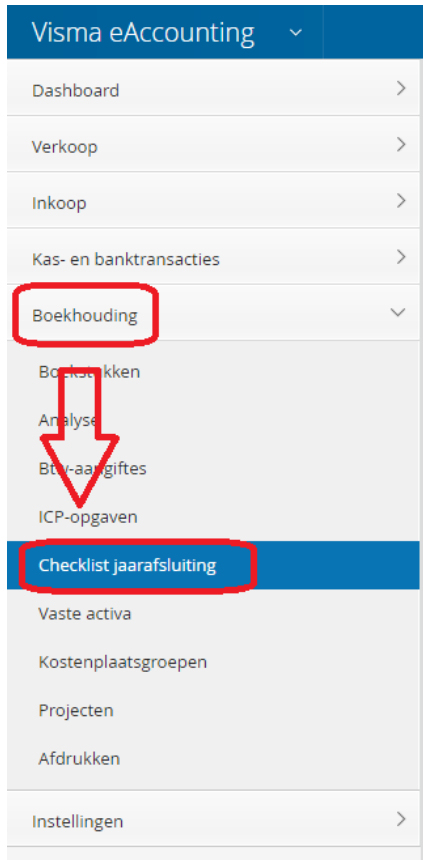 Visma eAccounting
Dashboard
Verkoop
Inkoop
Kas- en banktransacties
Boekhouding
Boekstukken
Analyse
Btw-aangiftes
ICP-opgaven
Checklist jaarafsluiting
Vaste activa
Kostenplaatsgroepen
Projecten
Afdrukken
Instellingen